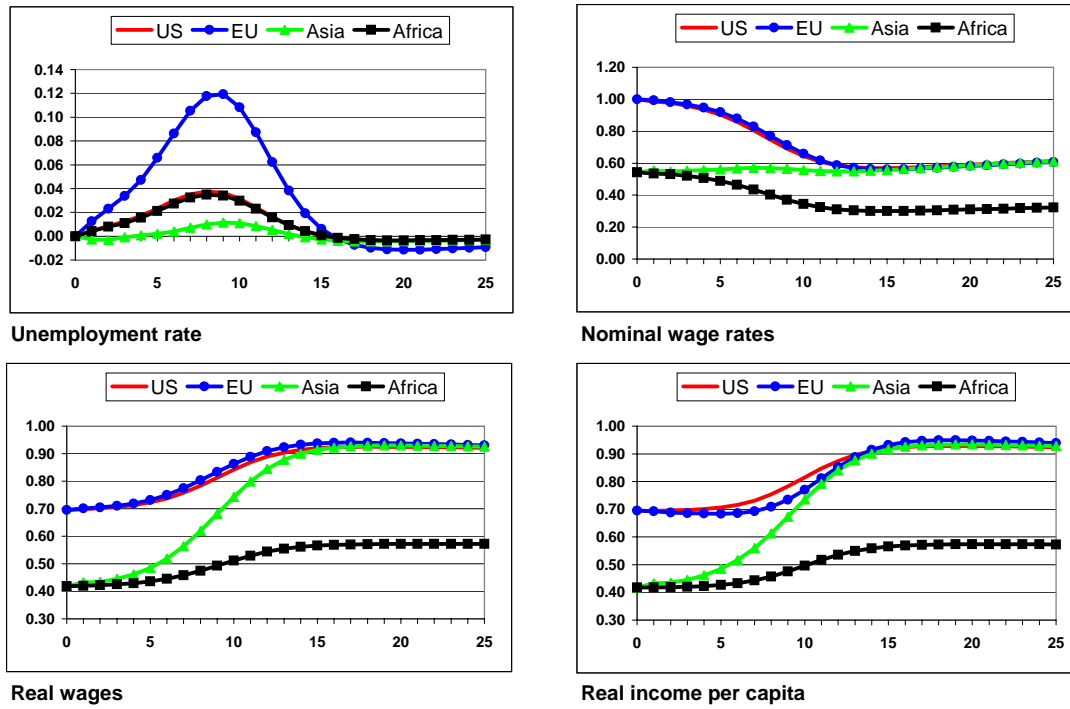 US EU Asia Africa
0.14
0.12
0.10
0.08
0.06
0.04
0.02
0.00
-0.02
0 5 10 15 20 25
Unemployment rate
US EU Asia Africa
1.20
1.00
0.80
0.60
0.40
0.20
0.00
0 5 10 15 20 25
Nominal wage rates
US EU Asia Africa
1.00
0.90
0.80
0.70
0.60
0.50
0.40
0.30
0 5 10 15 20 25
Real wages
US EU Asia Africa
1.00
0.90
0.80
0.70
0.60
0.50
0.40
0.30
0 5 10 15 20 25
Real income per capita